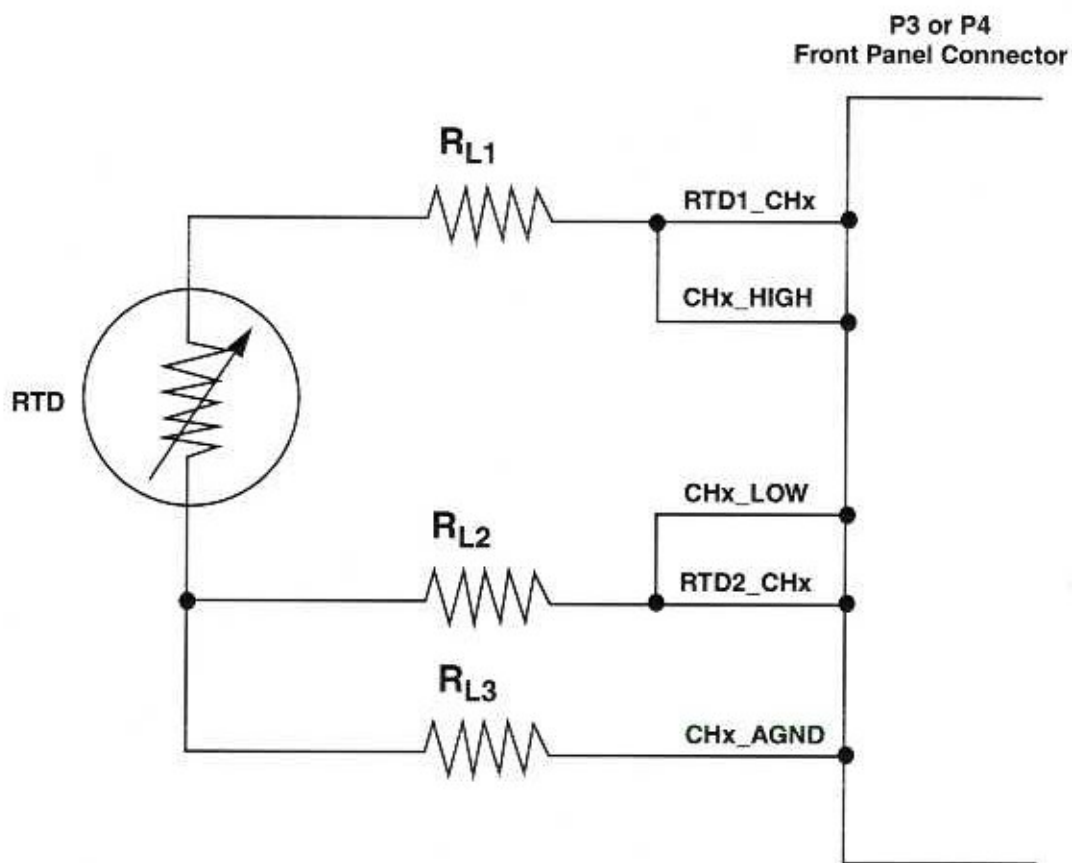 P3 or P4
Front Panel Connector
RL1
RTD1_CHx
CHx_HIGH
RTD
CHx_LOW
RL2
RTD2_CHx
RL3
CHx_AGND